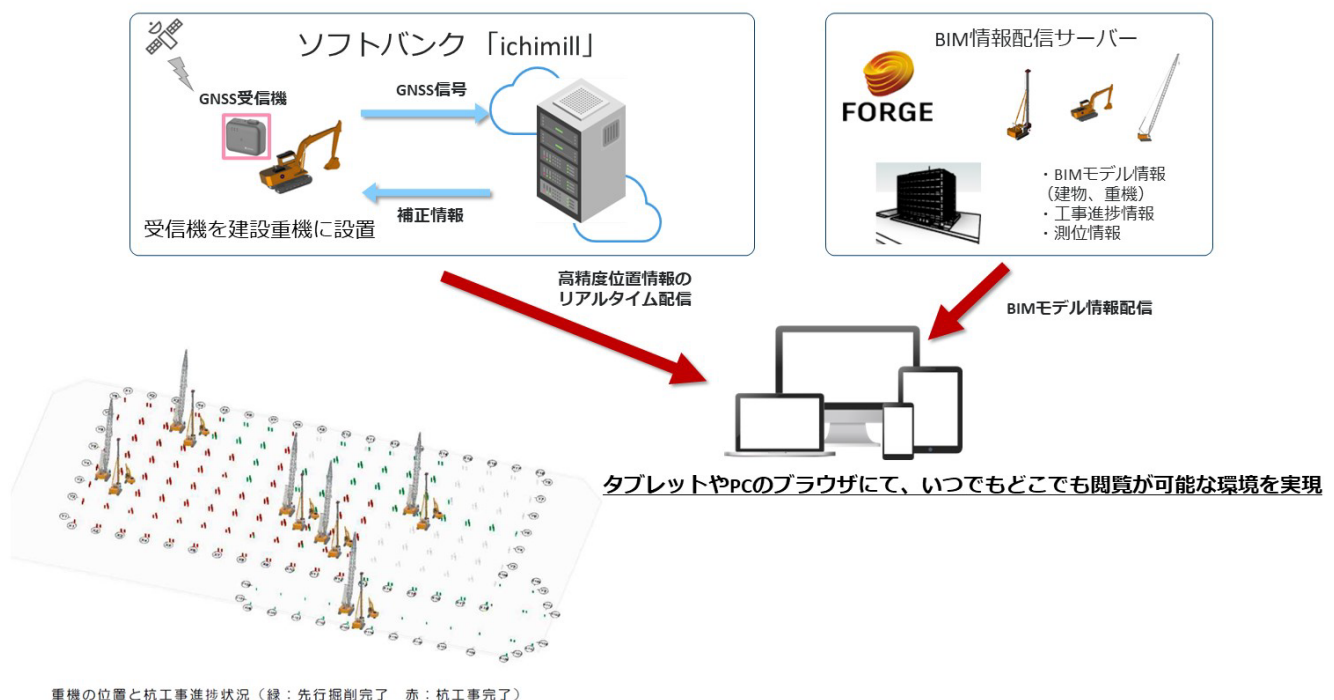 ソフトバンク「ichimill」
GNSS受信機
GNSS信号
補正情報
受信機を建設重機に設置
BIM情報配信サーバー
FORGE
・BIMモデル情報
（建物、重機）
・工事進捗情報
・測位情報
高精度位置情報の
リアルタイム配信
BIMモデル情報配信
タブレットやPCのブラウザにて、いつでもどこでも閲覧が可能な環境を実現
重機の位置と杭工事進捗状況（緑：先行掘削完了　赤：杭工事完了）